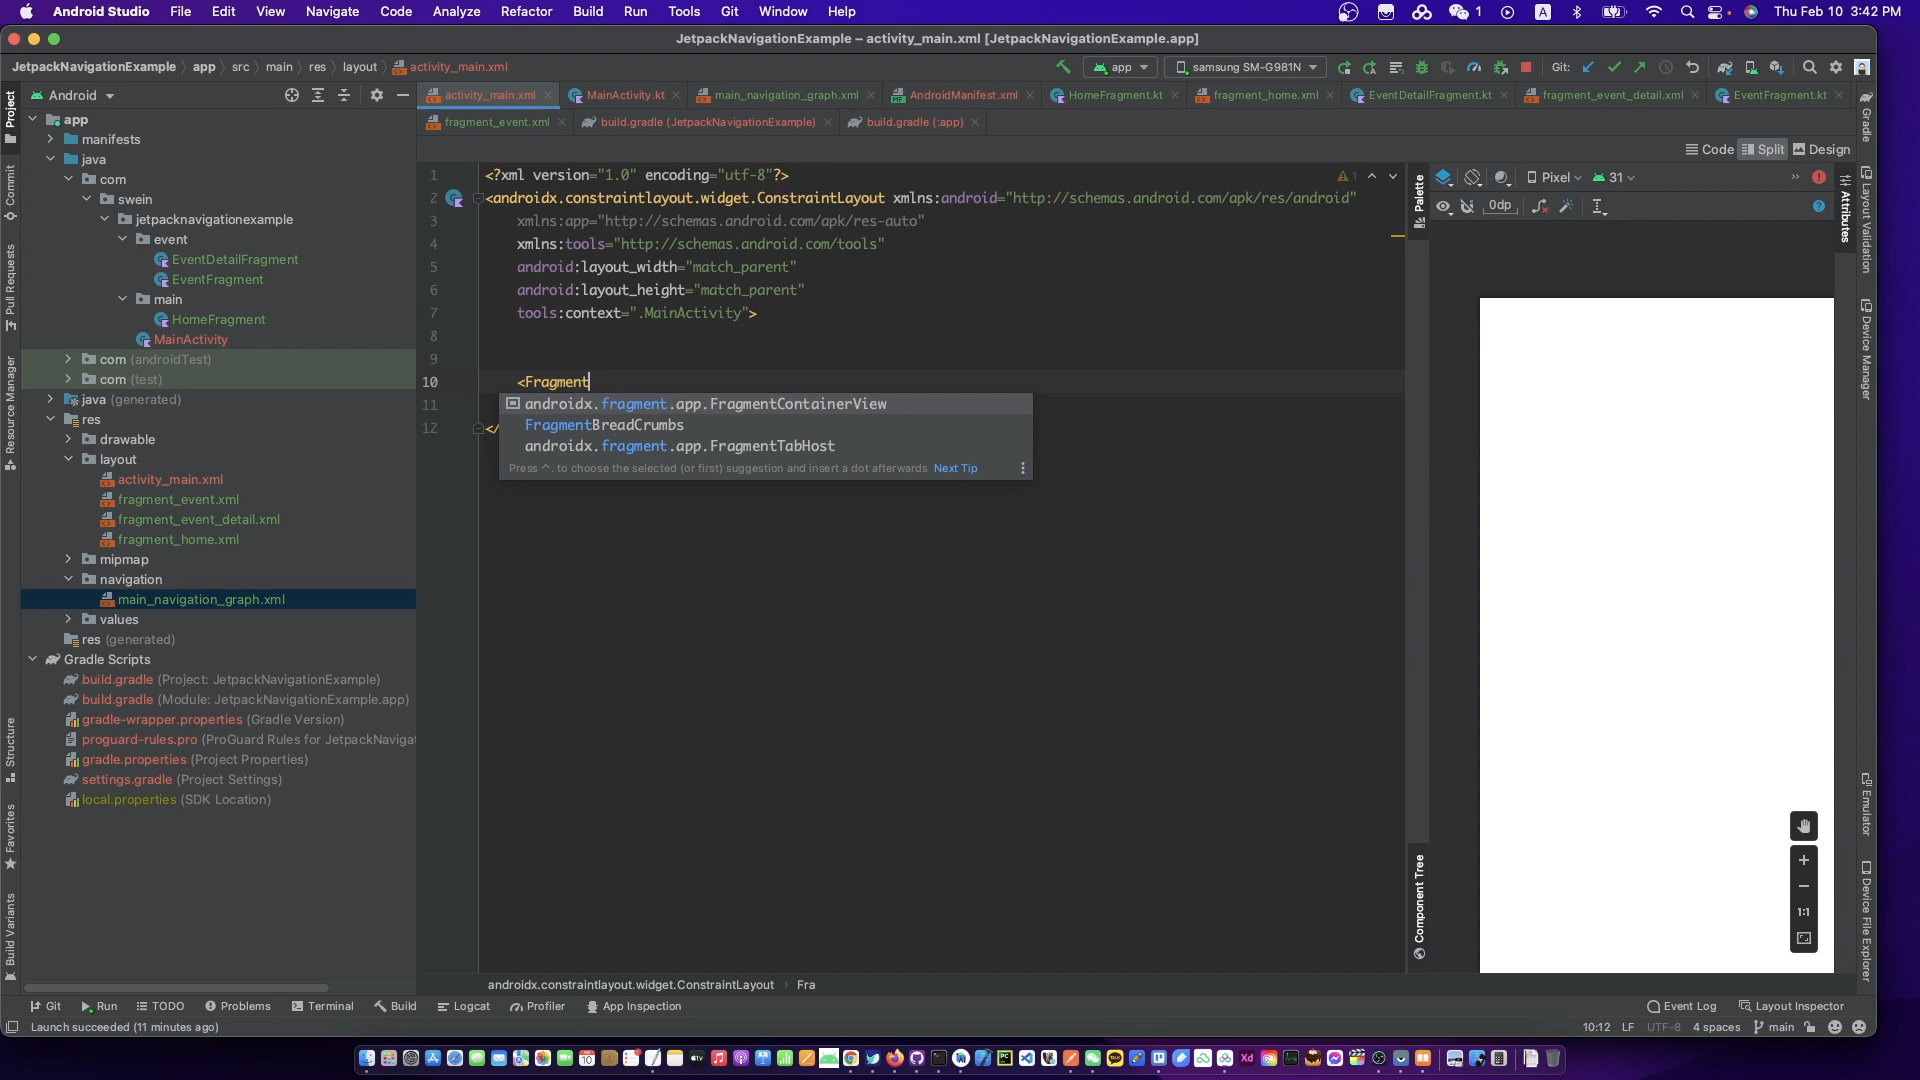 Android Studio File Edit View Navigate Code Analyze Refactor Build Run Tools Git Window Help 1 A Thu Feb 10 3:42 PM
JetpackNavigationExample – activity_main.xml [JetpackNavigationExample.app]
JetpackNavigationExample app src main res layout activity_main.xml app samsung SM-G981N Git:
Project Android activity_main.xml MainActivity.kt main_navigation_graph.xml AndroidManifest.xml HomeFragment.kt fragment_home.xml EventDetailFragment.kt fragment_event_detail.xml EventFragment.kt Gradle
fragment_event.xml build.gradle (JetpackNavigationExample) build.gradle (:app)
Code Split Design
app
manifests
java
com
swein
jetpacknavigationexample
event
EventDetailFragment
EventFragment
main
HomeFragment
MainActivity
com (androidTest)
com (test)
java (generated)
res
drawable
layout
activity_main.xml
fragment_event.xml
fragment_event_detail.xml
fragment_home.xml
mipmap
navigation
main_navigation_graph.xml
values
res (generated)
Gradle Scripts
build.gradle (Project: JetpackNavigationExample)
build.gradle (Module: JetpackNavigationExample.app)
gradle-wrapper.properties (Gradle Version)
proguard-rules.pro (ProGuard Rules for JetpackNaviga
gradle.properties (Project Properties)
settings.gradle (Project Settings)
local.properties (SDK Location)
Commit
Pull Requests
Resource Manager
Structure
Favorites
Build Variants
1 <?xml version="1.0" encoding="utf-8"?>
2 <androidx.constraintlayout.widget.ConstraintLayout xmlns:android="http://schemas.android.com/apk/res/android"
3 xmlns:app="http://schemas.android.com/apk/res-auto"
4 xmlns:tools="http://schemas.android.com/tools"
5 android:layout_width="match_parent"
6 android:layout_height="match_parent"
7 tools:context=".MainActivity">
8
9
10 <Fragment
11
12 </
androidx.fragment.app.FragmentContainerView
FragmentBreadCrumbs
androidx.fragment.app.FragmentTabHost
Press ^. to choose the selected (or first) suggestion and insert a dot afterwards Next Tip
1
Palette
Component Tree
Pixel 31
0dp
Attributes
Layout Validation
Device Manager
Emulator
Device File Explorer
1:1
androidx.constraintlayout.widget.ConstraintLayout Fra
Git Run TODO Problems Terminal Build Logcat Profiler App Inspection Event Log Layout Inspector
Launch succeeded (11 minutes ago) 10:12 LF UTF-8 4 spaces main